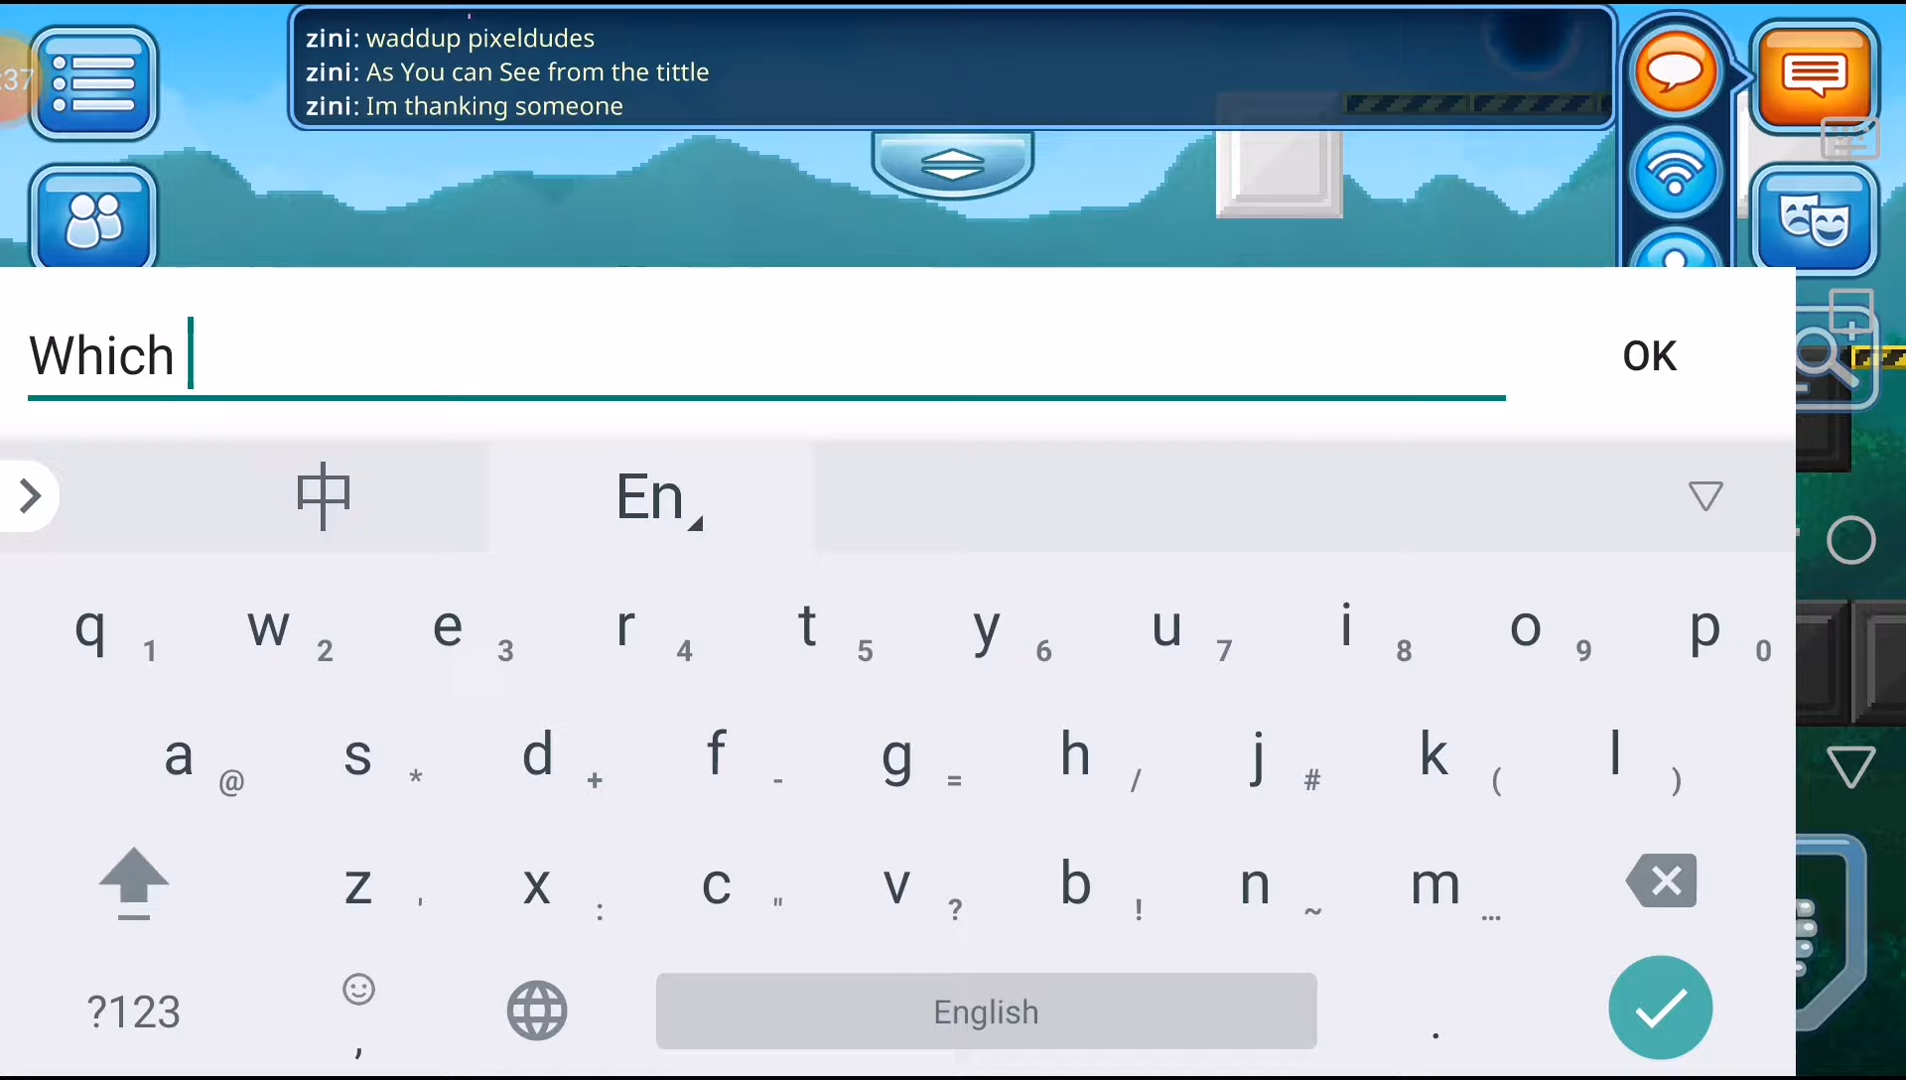 zini: waddup pixeldudes
zini: As You can See from the tittle
zini: Im thanking someone
:37
Which
OK
中 En
q 1 w 2 e 3 r 4 t 5 y 6 u 7 i 8 o 9 p 0
a @ s * d + f - g = h / j # k ( l )
z ' x : c " v ? b ! n ~ m …
?123 , English .